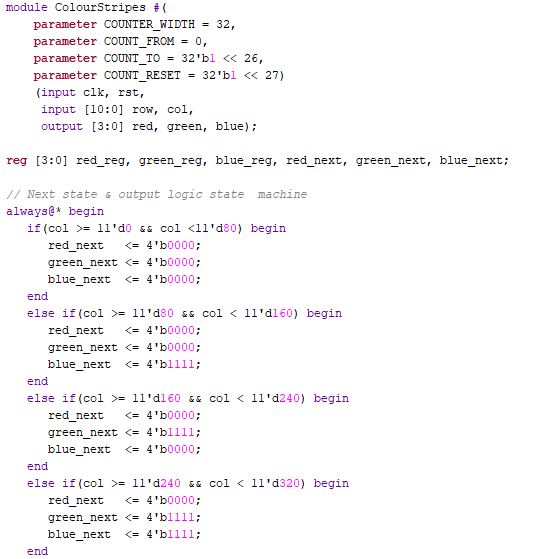 module ColourStripes #(
parameter COUNTER_WIDTH = 32,
parameter COUNT_FROM = 0,
parameter COUNT_TO = 32'b1 << 26,
parameter COUNT_RESET = 32'b1 << 27)
(input clk, rst,
input [10:0] row, col,
output [3:0] red, green, blue);
reg [3:0] red_reg, green_reg, blue_reg, red_next, green_next, blue_next;
// Next state & output logic state  machine
always@* begin
if(col >= 11'd0 && col <11'd80) begin
red_next   <= 4'b0000;
green_next <= 4'b0000;
blue_next  <= 4'b0000;
end
else if(col >= 11'd80 && col < 11'd160) begin
red_next   <= 4'b0000;
green_next <= 4'b0000;
blue_next  <= 4'b1111;
end
else if(col >= 11'd160 && col < 11'd240) begin
red_next   <= 4'b0000;
green_next <= 4'b1111;
blue_next  <= 4'b0000;
end
else if(col >= 11'd240 && col < 11'd320) begin
red_next   <= 4'b0000;
green_next <= 4'b1111;
blue_next  <= 4'b1111;
end